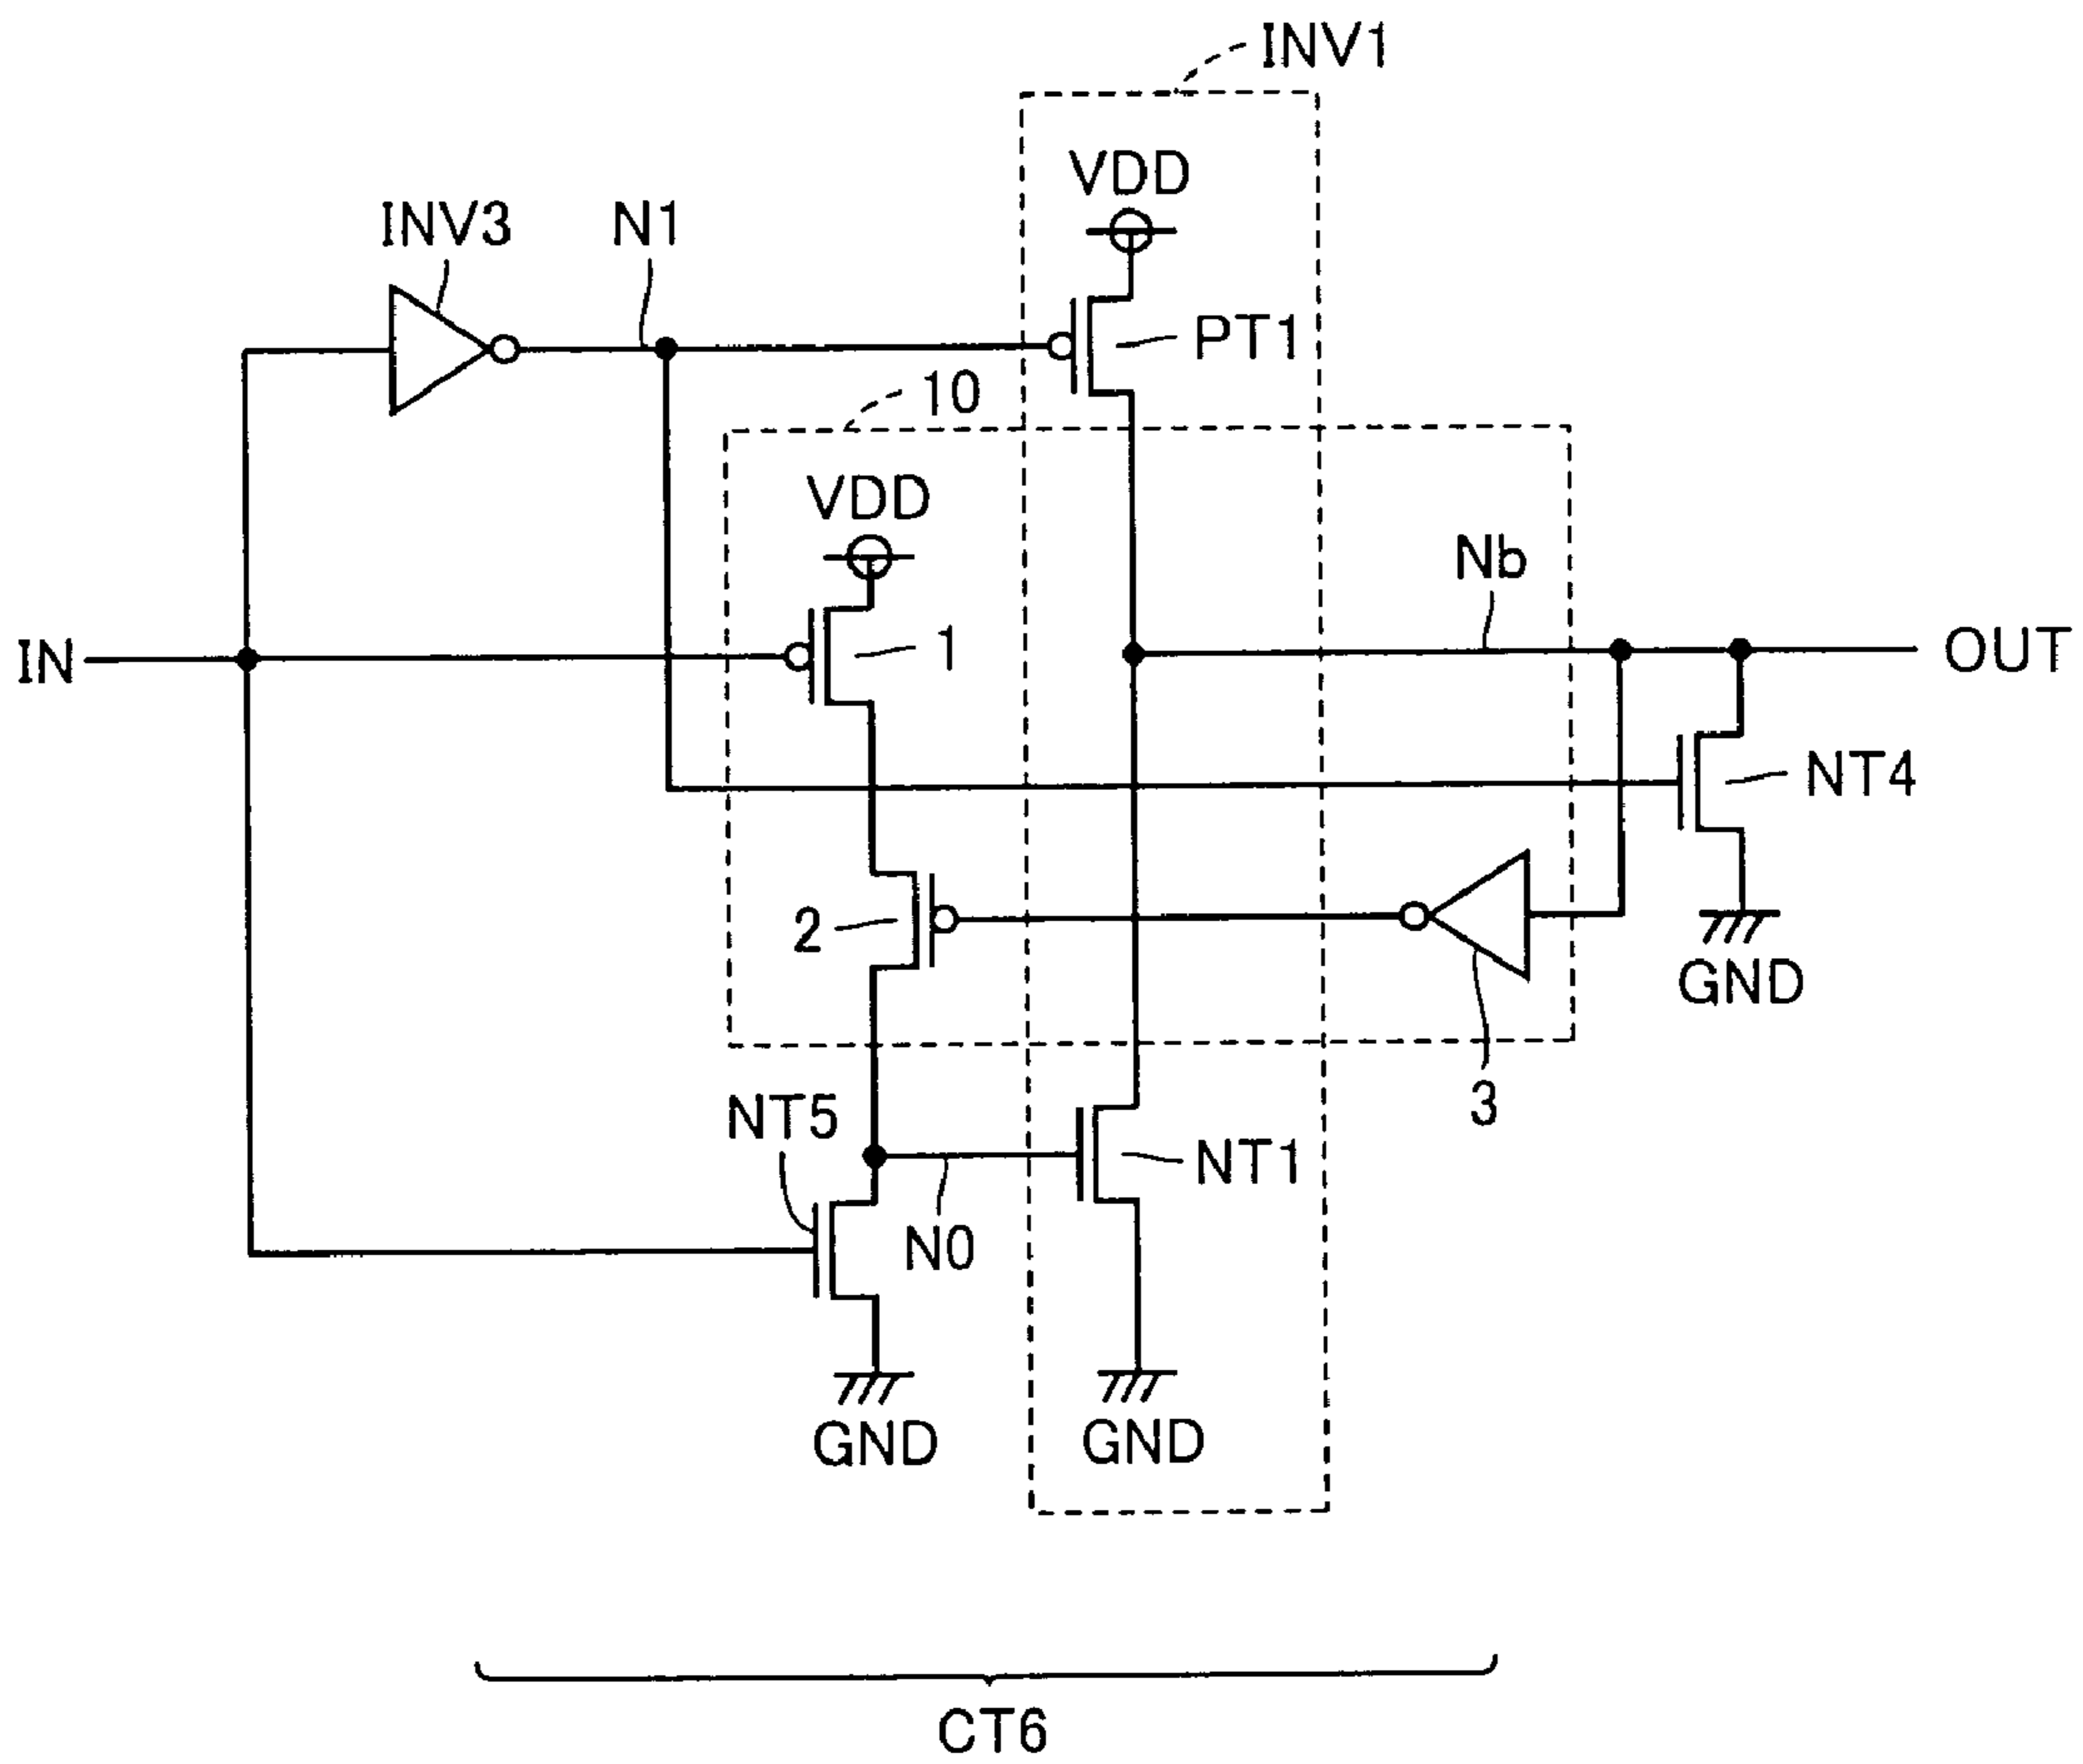 INV1
VDD
INV3
N1
PT1
10
VDD
Nb
IN
1
OUT
NT4
2
GND
3
NT5
NT1
N0
GND
GND
CT6